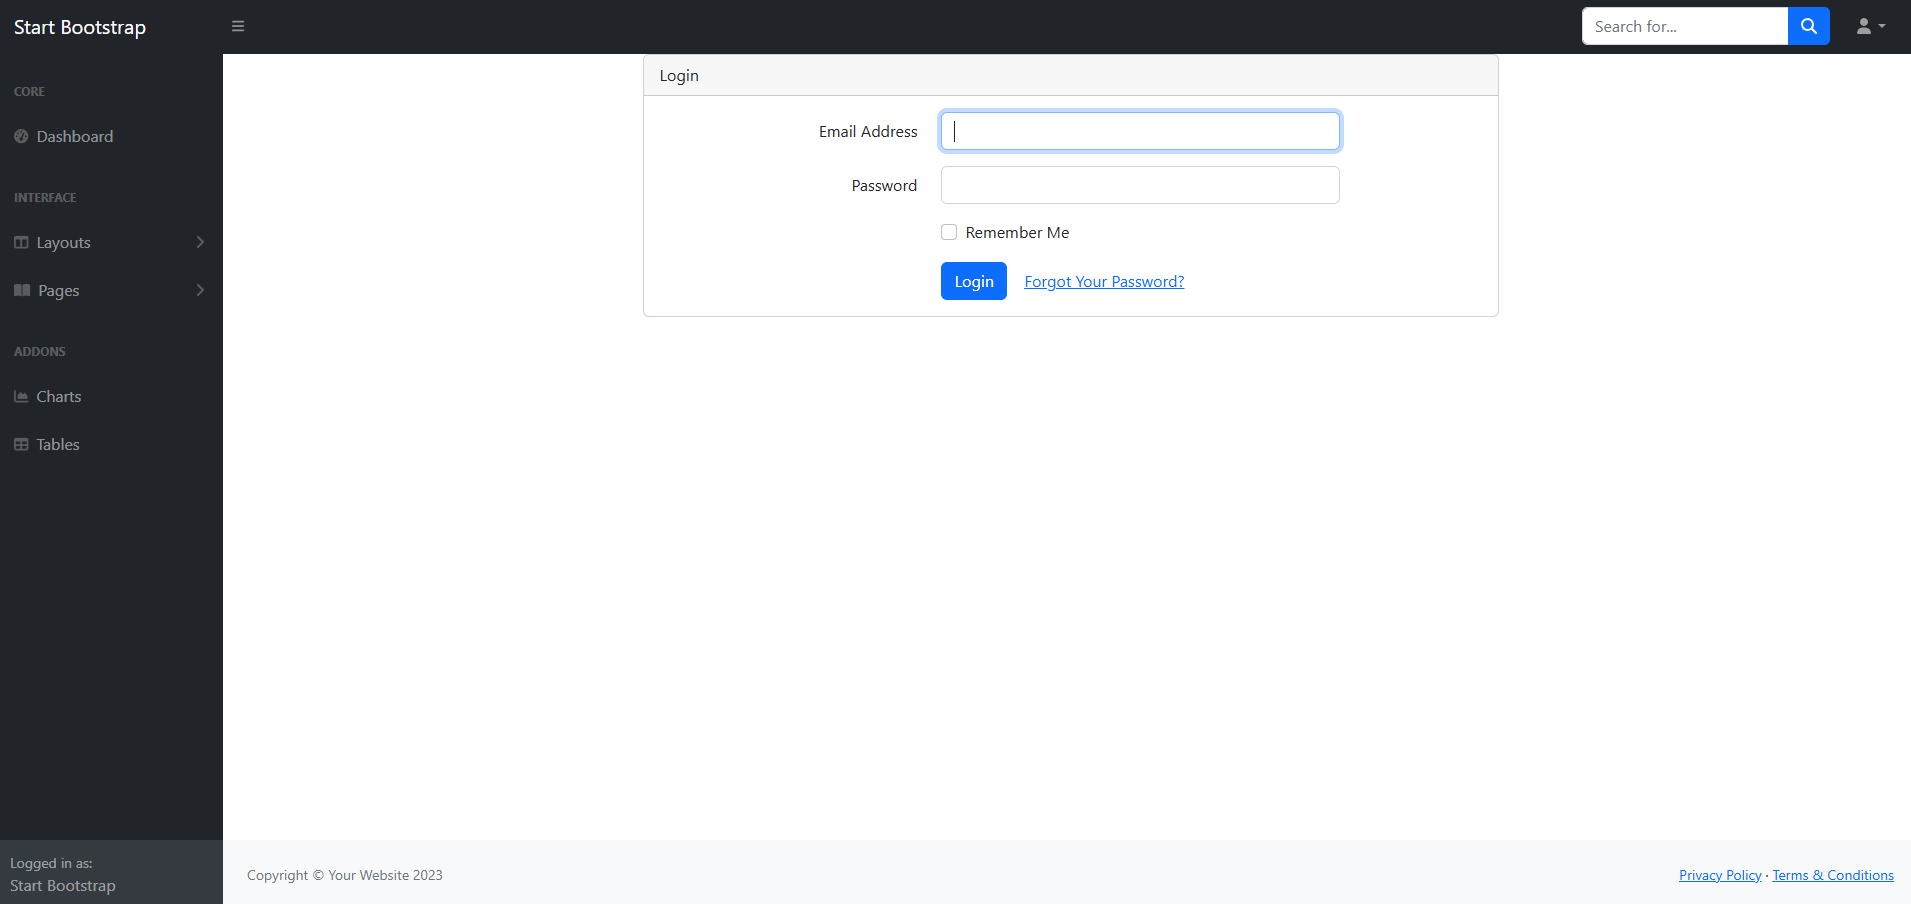 Start Bootstrap
Search for...
CORE
Dashboard
INTERFACE
Layouts
Pages
ADDONS
Charts
Tables
Logged in as:
Start Bootstrap
Login
Email Address
Password
Remember Me
Login Forgot Your Password?
Copyright © Your Website 2023
Privacy Policy · Terms & Conditions